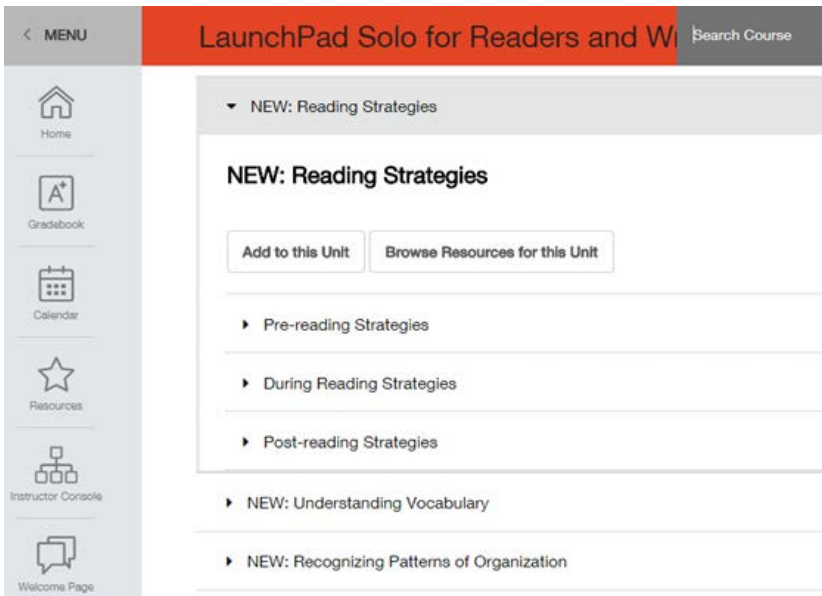 MENU
LaunchPad Solo for Readers and
Search Course
Home
Gradebook
Calendar
Resources
Instructor Console
Welcome Page
NEW: Reading Strategies
NEW: Reading Strategies
Add to this Unit
Browse Resources for this Unit
Pre-reading Strategies
During Reading Strategies
Post-reading Strategies
NEW: Understanding Vocabulary
NEW: Recognizing Patterns of Organization